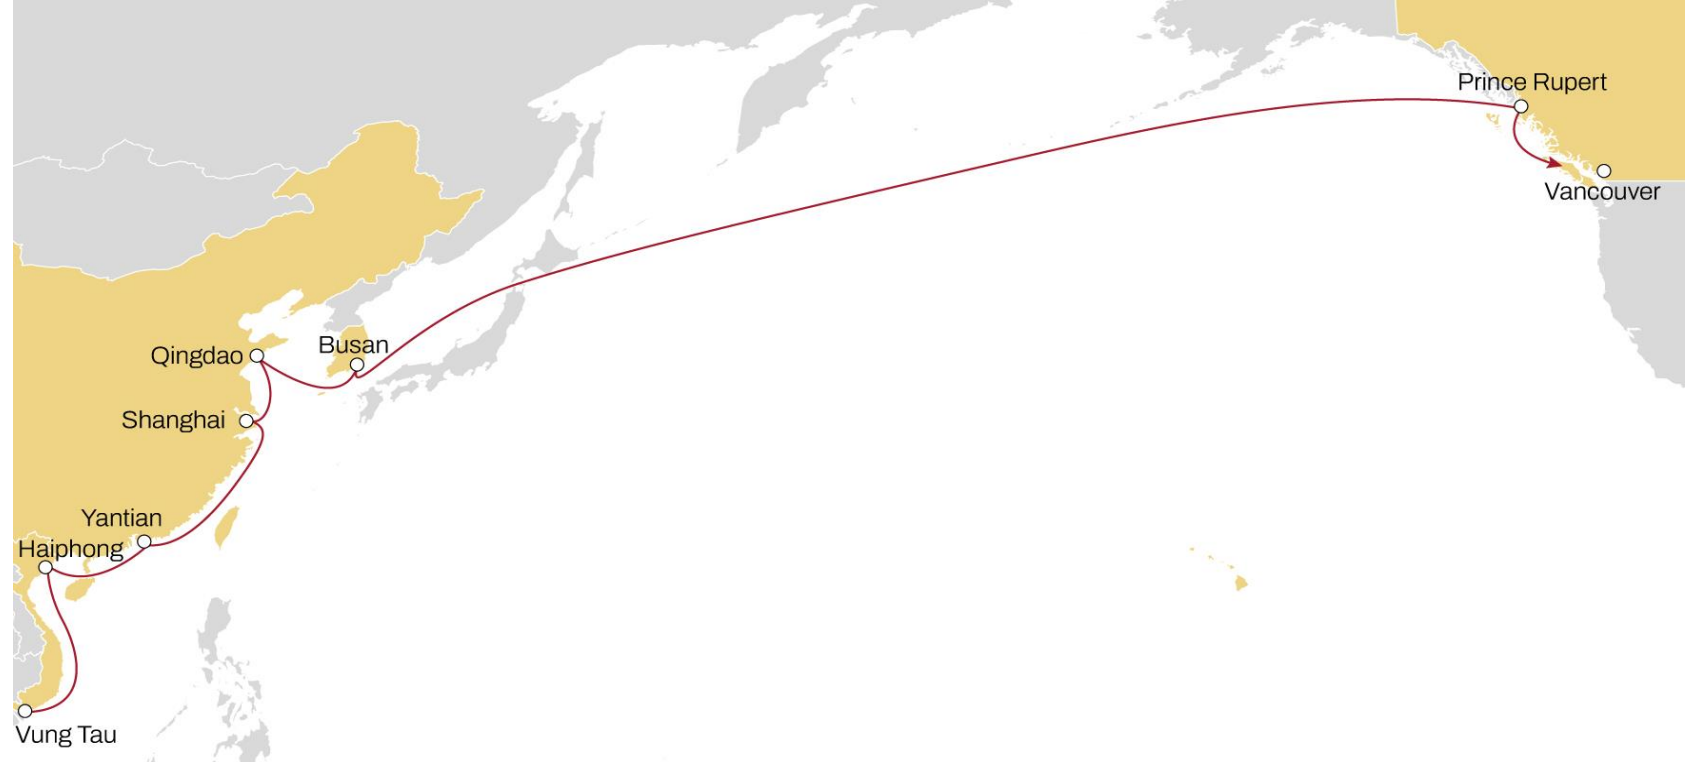 Prince Rupert
Vancouver
Busan
Qingdao
Shanghai
Yantian
Haiphong
Vung Tau